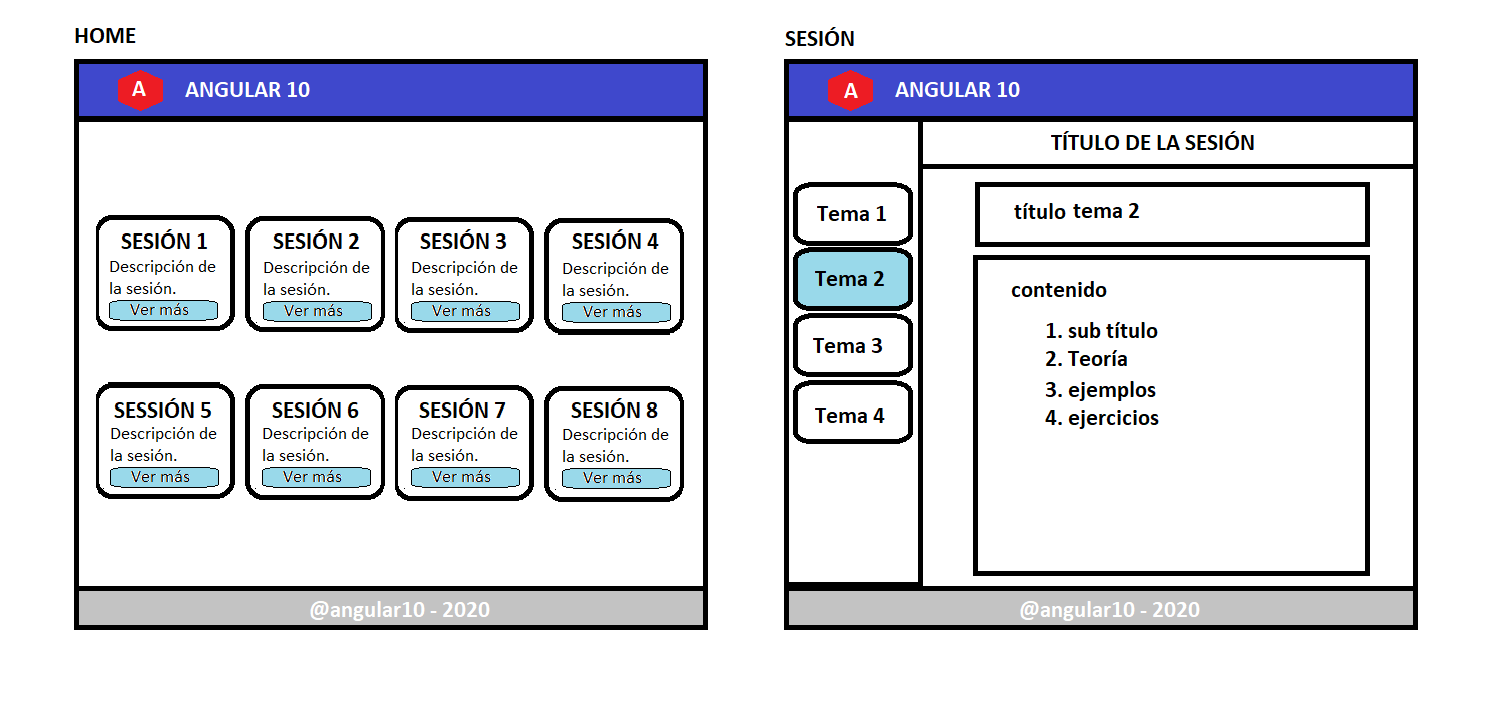 HOME
A ANGULAR 10
SESIÓN 1
Descripción de
la sesión.
Ver más
SESIÓN 2
Descripción de
la sesión.
Ver más
SESIÓN 3
Descripción de
la sesión.
Ver más
SESIÓN 4
Descripción de
la sesión.
Ver más
SESSIÓN 5
Descripción de
la sesión.
Ver más
SESIÓN 6
Descripción de
la sesión.
Ver más
SESIÓN 7
Descripción de
la sesión.
Ver más
SESIÓN 8
Descripción de
la sesión.
Ver más
@angular10 - 2020
SESIÓN
A ANGULAR 10
TÍTULO DE LA SESIÓN
Tema 1
Tema 2
Tema 3
Tema 4
título tema 2
contenido
1. sub título
2. Teoría
3. ejemplos
4. ejercicios
@angular10 - 2020